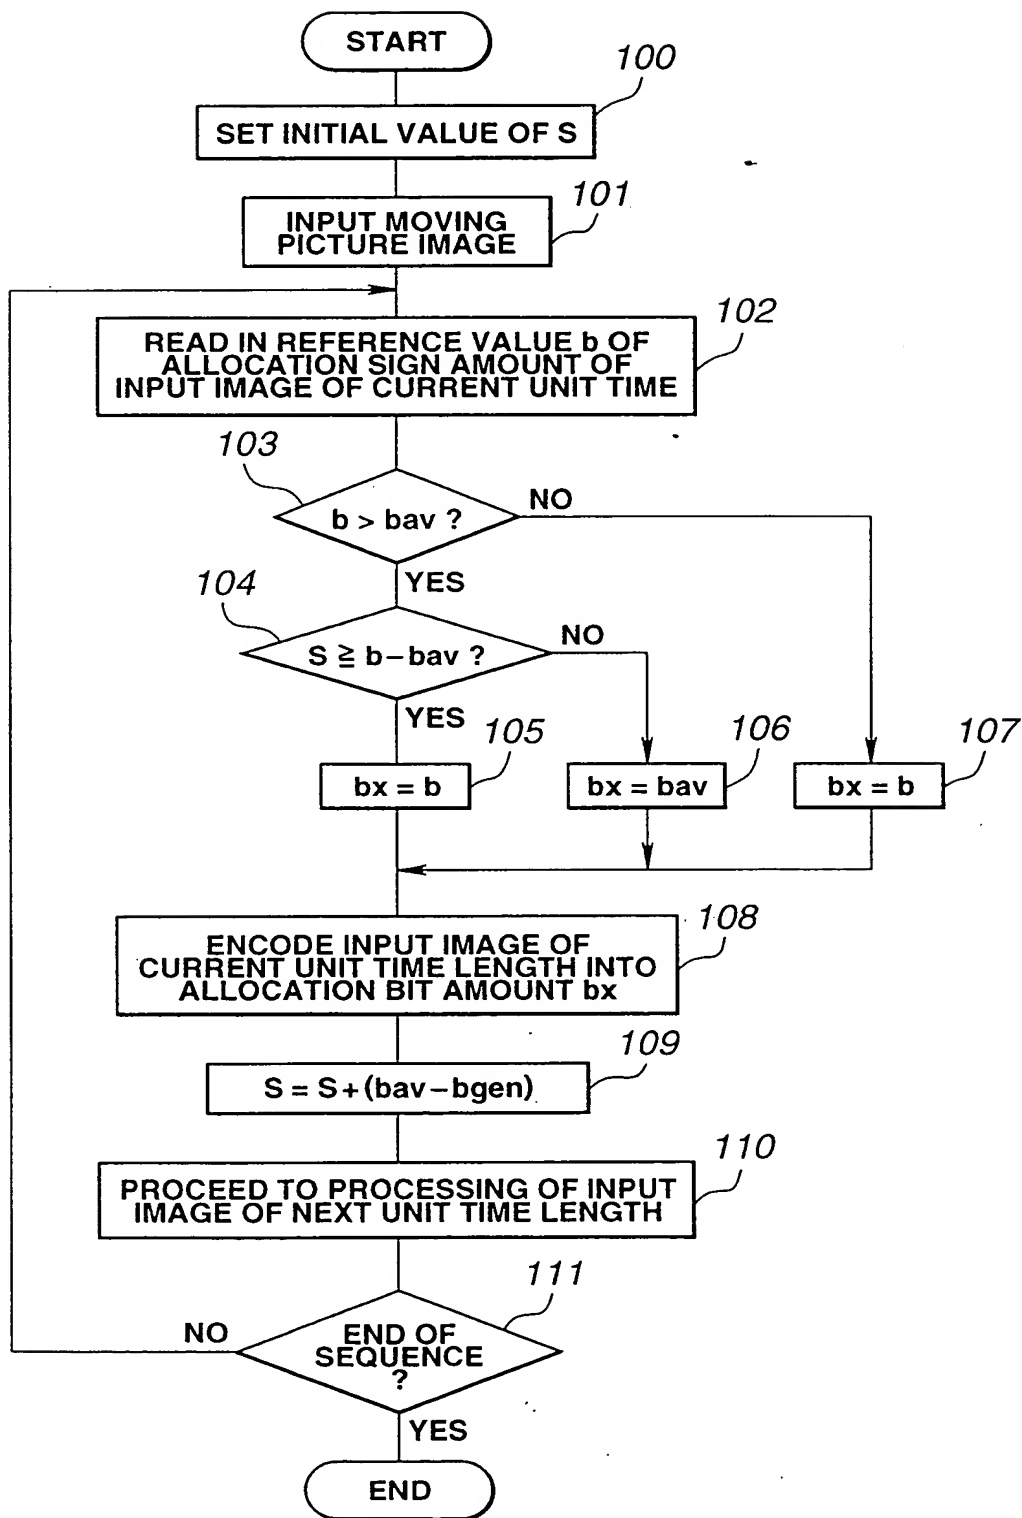 START
100
SET INITIAL VALUE OF S
101
INPUT MOVING
PICTURE IMAGE
102
READ IN REFERENCE VALUE b OF
ALLOCATION SIGN AMOUNT OF
INPUT IMAGE OF CURRENT UNIT TIME
103
b > bav ?
NO
YES
104
S ≧ b−bav ?
NO
YES
105
bx = b
106
bx = bav
107
bx = b
108
ENCODE INPUT IMAGE OF
CURRENT UNIT TIME LENGTH INTO
ALLOCATION BIT AMOUNT bx
109
S = S+(bav−bgen)
110
PROCEED TO PROCESSING OF INPUT
IMAGE OF NEXT UNIT TIME LENGTH
111
END OF
SEQUENCE
?
NO
YES
END